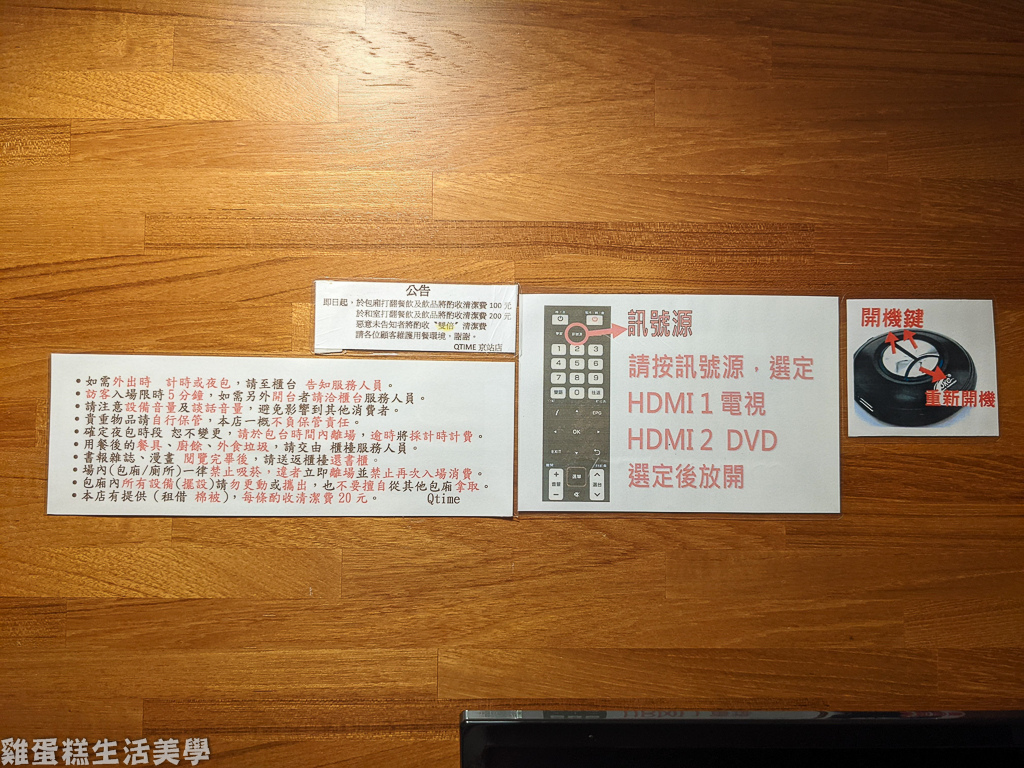 公告
即日起，於包廂打翻餐飲及飲品將酌收清潔費 100 元
於和室打翻餐飲及飲品將酌收清潔費 200 元
惡意未告知者將酌收“雙倍”清潔費
請各位顧客維護用餐環境，謝謝。
QTIME 京站店
• 如需外出時 計時或夜包，請至櫃台 告知服務人員。
• 訪客入場限時5分鐘，如需另外開台者請洽櫃台服務人員。
• 請注意設備音量及談話音量，避免影響到其他消費者。
• 貴重物品請自行保管，本店一概不負保管責任。
• 確定夜包時段 恕不變更，請於包台時間內離場，逾時將採計時計費。
• 用餐後的餐具、廚餘、外食垃圾，請交由 櫃檯服務人員。
• 書報雜誌、漫畫 閱覽完畢後，請送返櫃檯還書櫃。
• 場內(包廂/廁所)一律禁止吸菸，違者立即離場並禁止再次入場消費。
• 包廂內所有設備(擺設)請勿更動或攜出，也不要擅自從其他包廂拿取。
• 本店有提供(租借 棉被)，每條酌收清潔費20元。 Qtime
訊號源
請按訊號源，選定
HDMI 1 電視
HDMI 2 DVD
選定後放開
1 2 3
4 5 6
7 8 9
0
EPG
OK
EXIT
開機鍵
重新開機
雞蛋糕生活美學